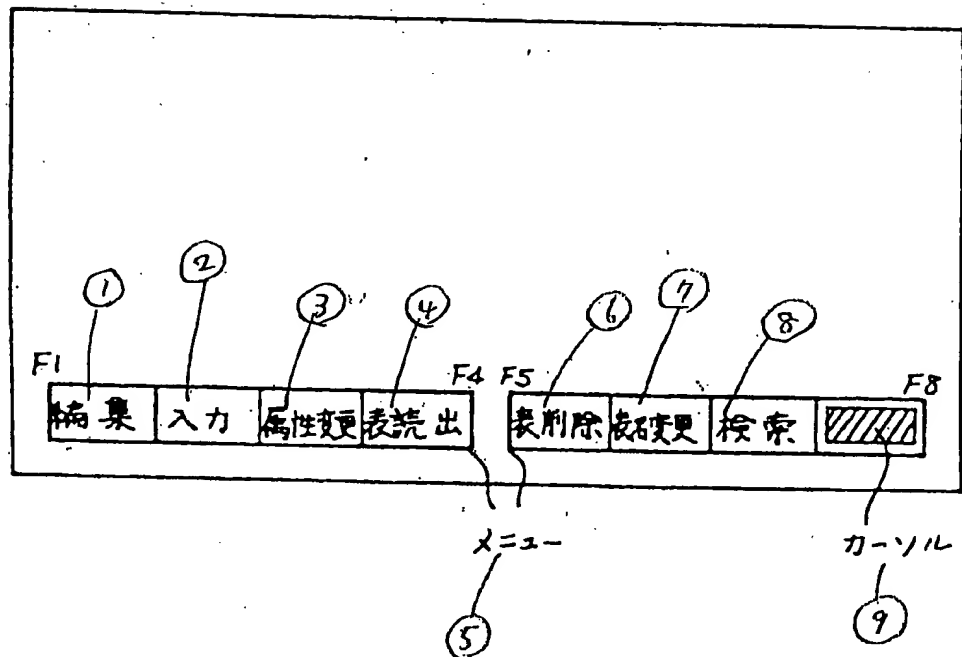 ① ② ③ ④ ⑥ ⑦ ⑧
F1 F4 F5 F8
編集 入力 属性変更 表読出 表削除 表名変更 検索
メニュー カーソル
⑤ ⑨